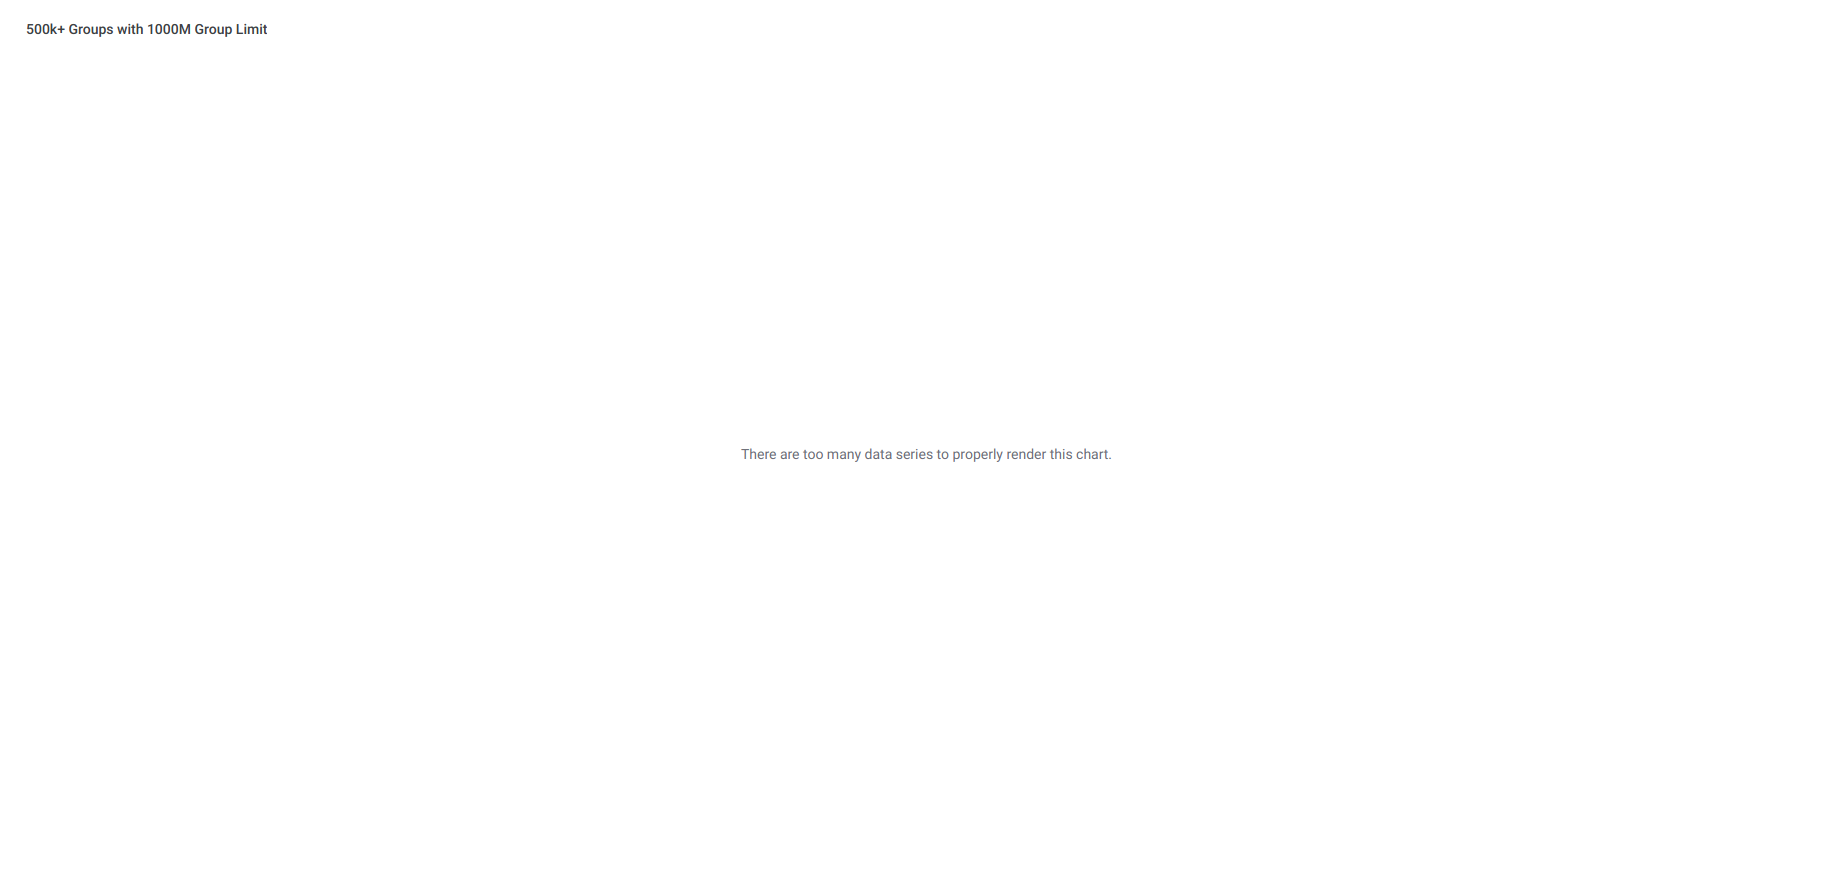 500k+ Groups with 1000M Group Limit
There are too many data series to properly render this chart.